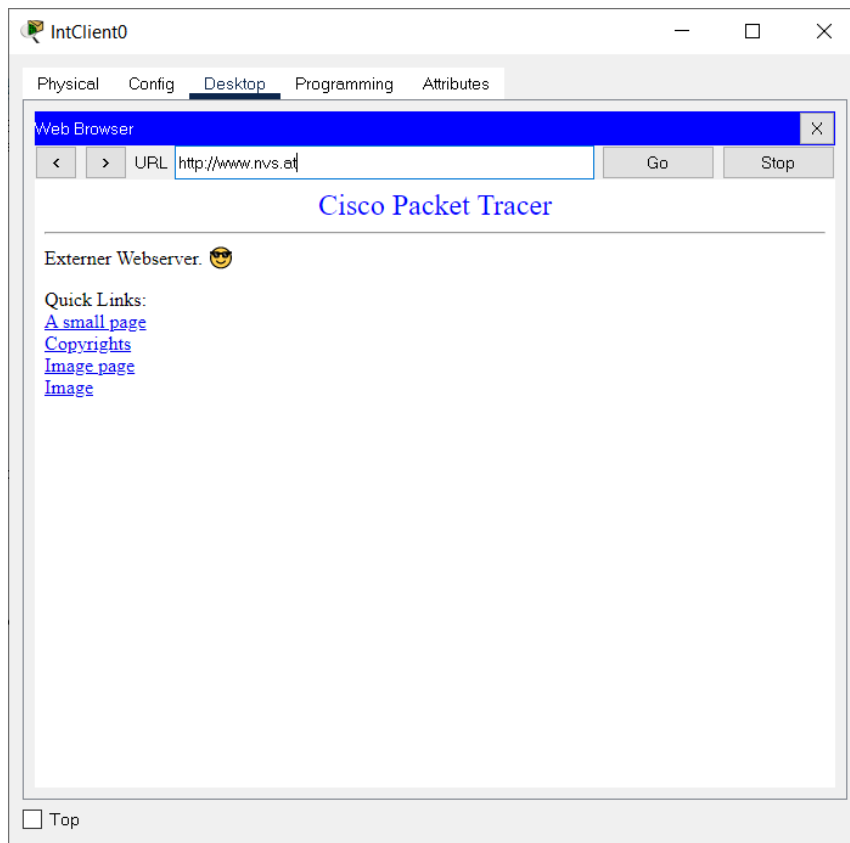 IntClient0
Physical Config Desktop Programming Attributes
Web Browser X
< > URL http://www.nvs.at Go Stop
Cisco Packet Tracer
Externer Webserver. 😎
Quick Links:
A small page
Copyrights
Image page
Image
Top